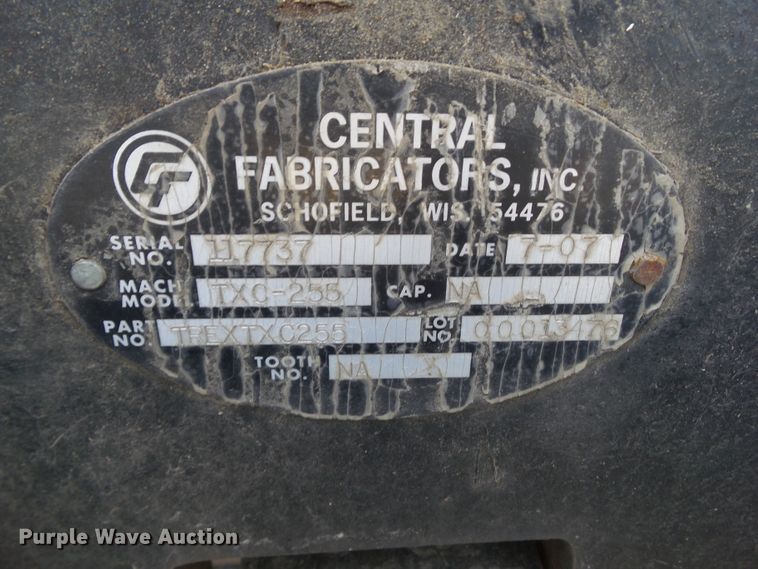 CENTRAL
FABRICATORS, INC.
SCHOFIELD, WIS. 54476
SERIAL NO. 117737 DATE 7-07
MACH MODEL TXC-255 CAP. NA
PART NO. TREXTXC255 LOT NO. 00013476
TOOTH NO. NA
Purple Wave Auction